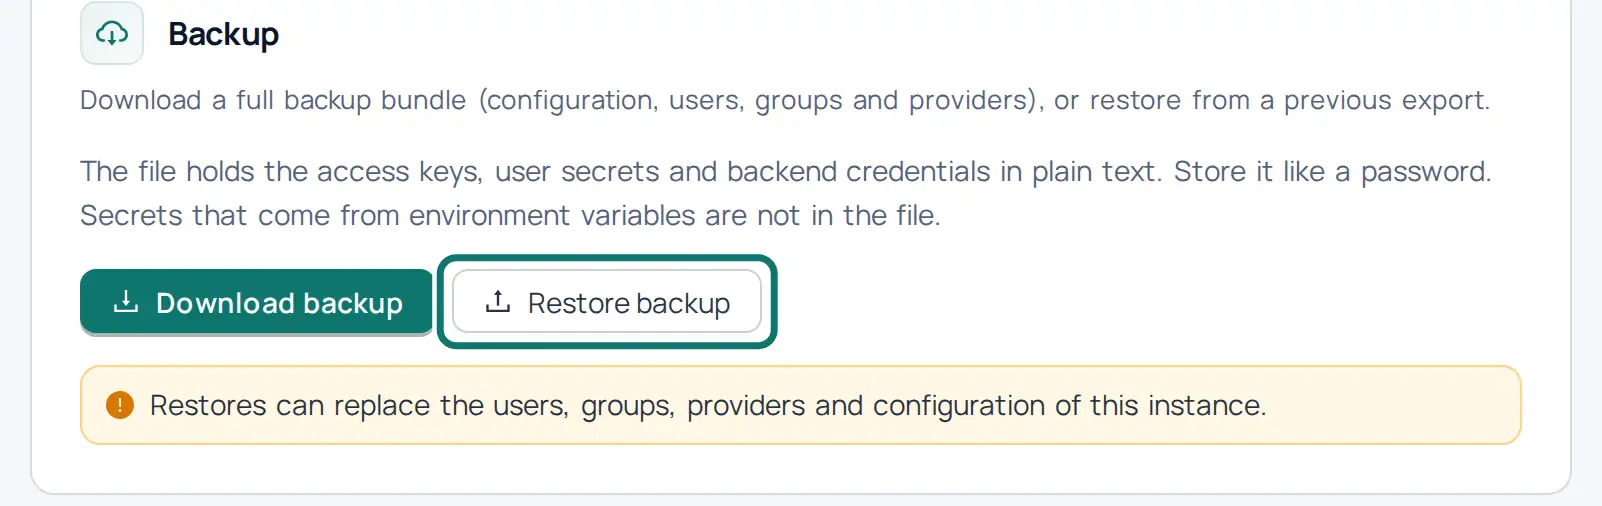 Backup
Download a full backup bundle (configuration, users, groups and providers), or restore from a previous export.
The file holds the access keys, user secrets and backend credentials in plain text. Store it like a password.
Secrets that come from environment variables are not in the file.
Download backup
Restore backup
Restores can replace the users, groups, providers and configuration of this instance.